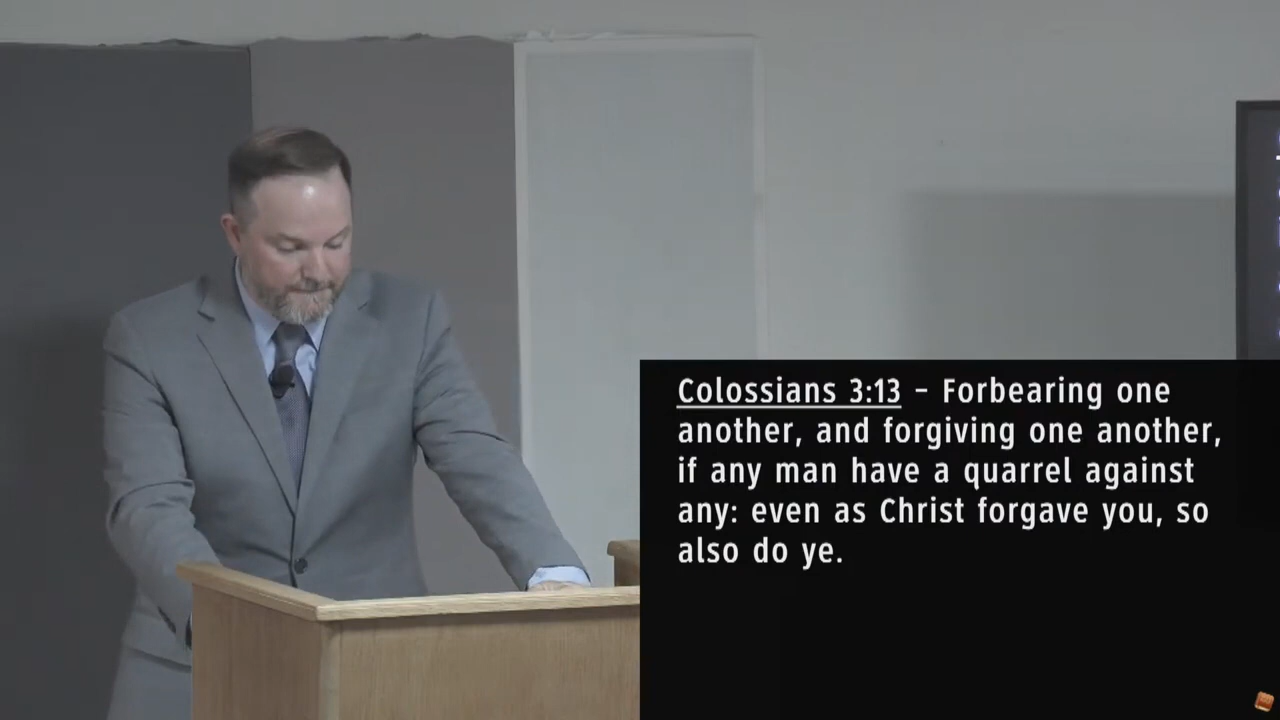 Colossians 3:13 – Forbearing one
another, and forgiving one another,
if any man have a quarrel against
any: even as Christ forgave you, so
also do ye.